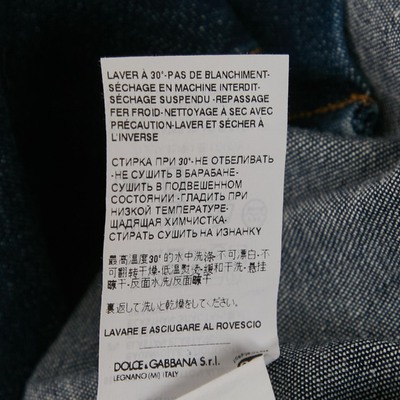 LAVER À 30°-PAS DE BLANCHIMENT-
SÉCHAGE EN MACHINE INTERDIT-
SÉCHAGE SUSPENDU-REPASSAGE
FER FROID-NETTOYAGE A SEC AVEC
PRÉCAUTION-LAVER ET SÉCHER À
L'INVERSE
СТИРКА ПРИ 30°-НЕ ОТБЕЛИВАТЬ
-НЕ СУШИТЬ В БАРАБАНЕ-
СУШИТЬ В ПОДВЕШЕННОМ
СОСТОЯНИИ-ГЛАДИТЬ ПРИ
НИЗКОЙ ТЕМПЕРАТУРЕ-
ЩАДЯЩАЯ ХИМЧИСТКА-
СТИРАТЬ СУШИТЬ НА ИЗНАНКУ
最高温度30°的水中洗涤-不可漂白-不
可翻转干燥-低温熨烫-缓和干洗-悬挂
晾干-反面水洗/反面晾干
裏返して洗いと乾燥をしてください。
LAVARE E ASCIUGARE AL ROVESCIO
DOLCE & GABBANA S.r.l.
LEGNANO (MI) ITALY